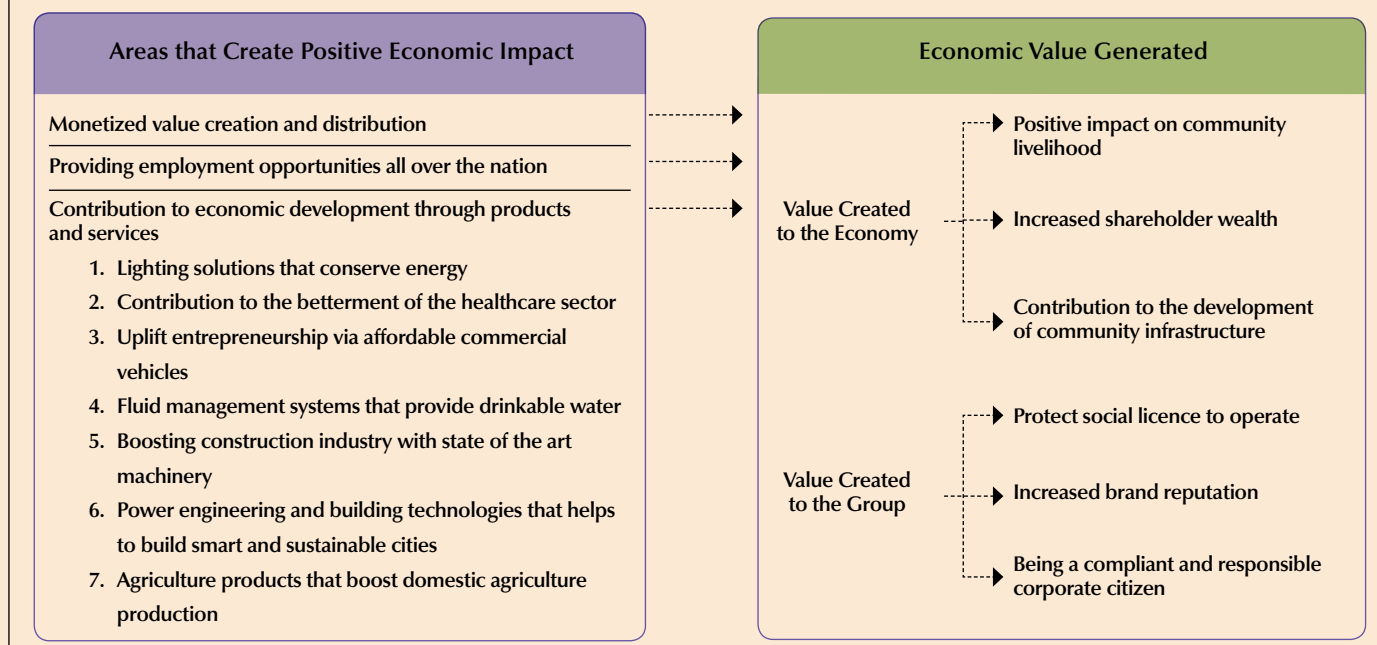 Areas that Create Positive Economic Impact
Monetized value creation and distribution
Providing employment opportunities all over the nation
Contribution to economic development through products
and services
1. Lighting solutions that conserve energy
2. Contribution to the betterment of the healthcare sector
3. Uplift entrepreneurship via affordable commercial
vehicles
4. Fluid management systems that provide drinkable water
5. Boosting construction industry with state of the art
machinery
6. Power engineering and building technologies that helps
to build smart and sustainable cities
7. Agriculture products that boost domestic agriculture
production
Economic Value Generated
Value Created
to the Economy
Positive impact on community
livelihood
Increased shareholder wealth
Contribution to the development
of community infrastructure
Value Created
to the Group
Protect social licence to operate
Increased brand reputation
Being a compliant and responsible
corporate citizen